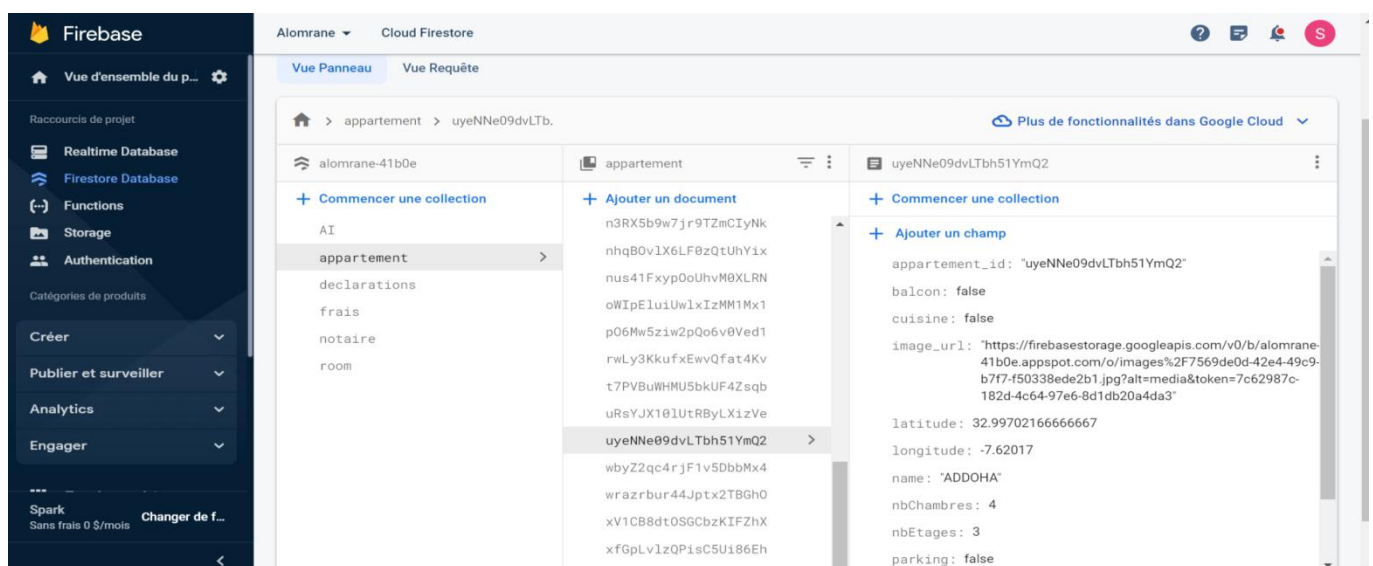 Firebase
Alomrane
Cloud Firestore
S
Vue d'ensemble du p...
Vue Panneau
Vue Requête
Raccourcis de projet
Realtime Database
Firestore Database
Functions
Storage
Authentication
Catégories de produits
Créer
Publier et surveiller
Analytics
Engager
Spark
Sans frais 0 $/mois
Changer de f...
> appartement > uyeNNe09dvLTb.
Plus de fonctionnalités dans Google Cloud
alomrane-41b0e
+ Commencer une collection
AI
appartement
declarations
frais
notaire
room
appartement
+ Ajouter un document
n3RX5b9w7jr9TZmCIyNk
nhqBOvlX6LF0zQtUhYix
nus41FxypOoUhvM0XLRN
oWIpEluiUwlxIzMM1Mx1
pO6Mw5ziw2pQo6v0Ved1
rwLy3KkufxEwvQfat4Kv
t7PVBuWHMU5bkUF4Zsqb
uRsYJX10lUtRByLXizVe
uyeNNe09dvLTbh51YmQ2
wbyZ2qc4rjF1v5DbbMx4
wrazrbur44Jptx2TBGhO
xV1CB8dtOSGCbzKIFZhX
xfGpLvlzQPisC5Ui86Eh
uyeNNe09dvLTbh51YmQ2
+ Commencer une collection
+ Ajouter un champ
appartement_id: "uyeNNe09dvLTbh51YmQ2"
balcon: false
cuisine: false
image_url: "https://firebasestorage.googleapis.com/v0/b/alomrane-
41b0e.appspot.com/o/images%2F7569de0d-42e4-49c9-
b7f7-f50338ede2b1.jpg?alt=media&token=7c62987c-
182d-4c64-97e6-8d1db20a4da3"
latitude: 32.99702166666667
longitude: -7.62017
name: "ADDOHA"
nbChambres: 4
nbEtages: 3
parking: false